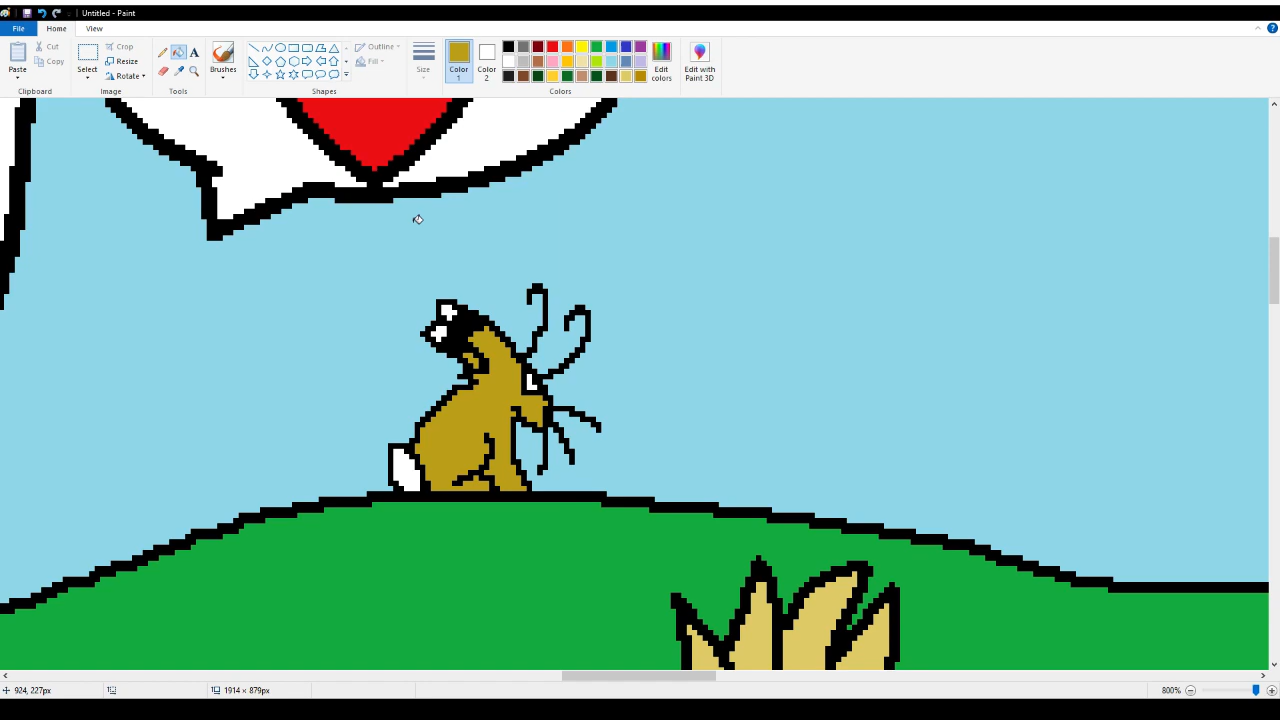 Untitled - Paint
File Home View
Paste
Cut
Copy
Clipboard
Select
Crop
Resize
Rotate
Image
A
Tools
Brushes
Shapes
Outline
Fill
Size
Color 1
Color 2
Edit colors
Colors
Edit with Paint 3D
924, 227px
1914 × 879px
800%